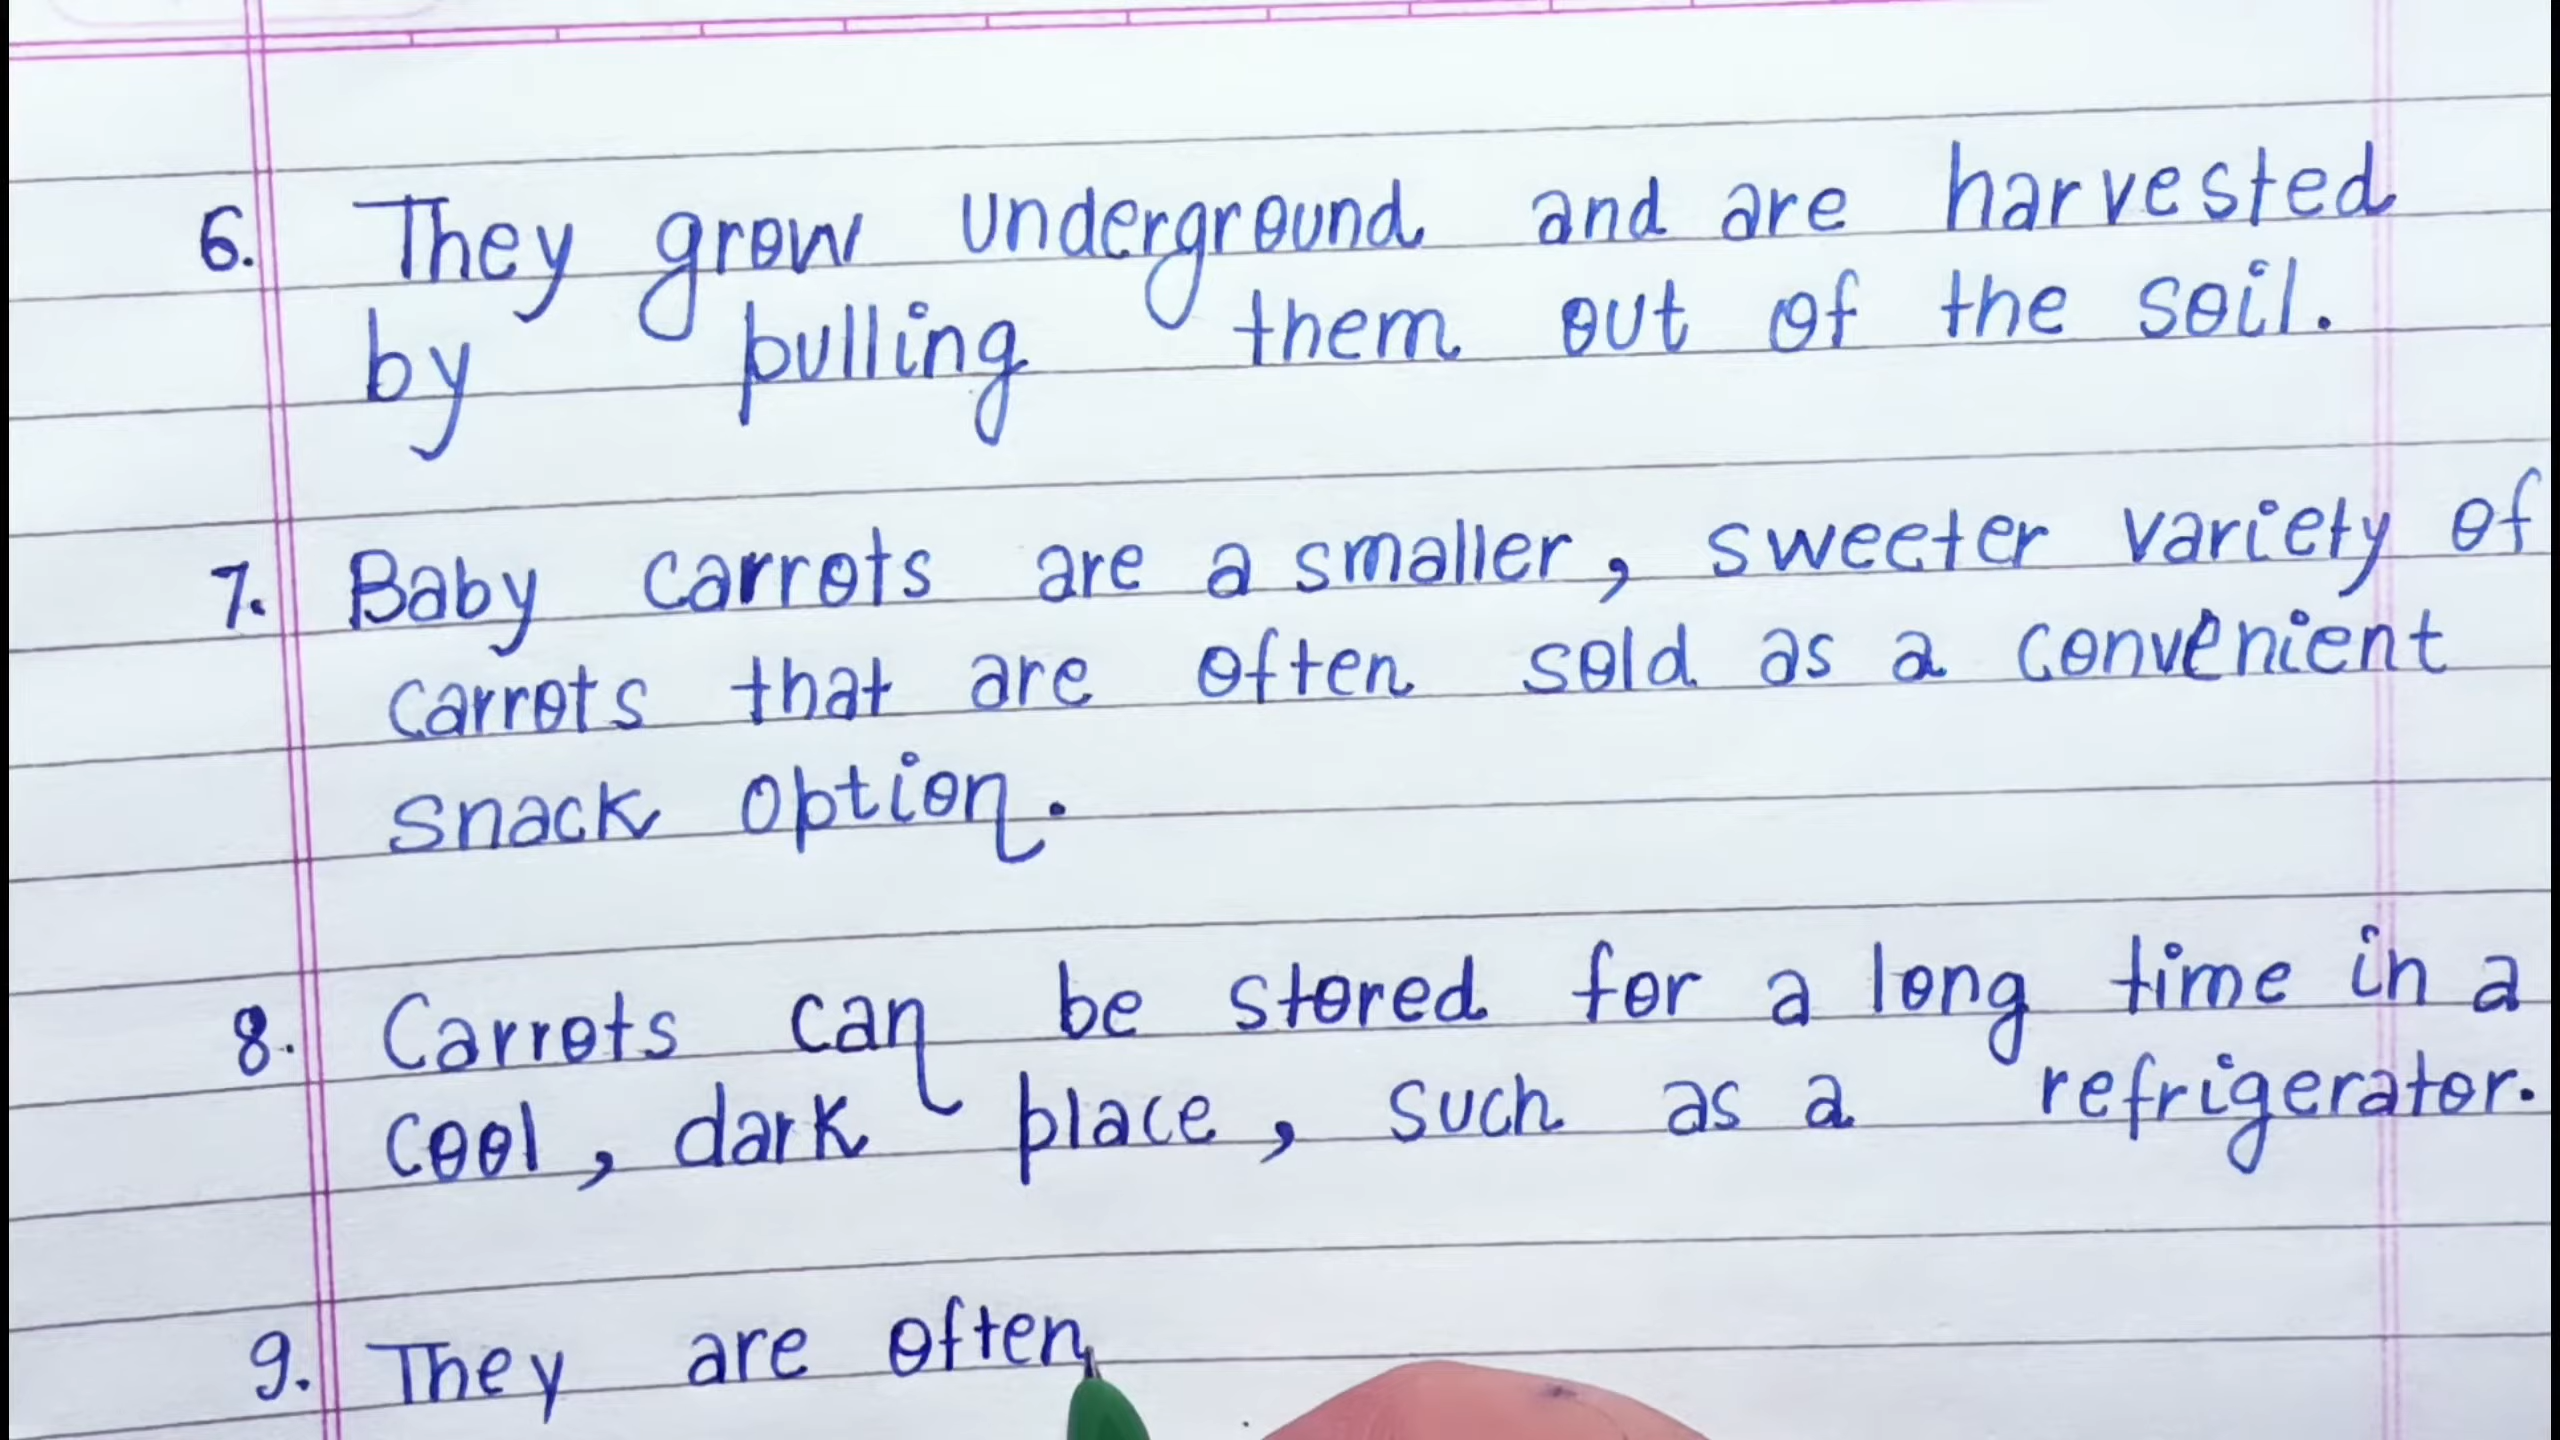 6. They grow underground and are harvested
by pulling them out of the soil.
7. Baby carrots are a smaller, sweeter variety of
carrots that are often sold as a convenient
snack option.
8. Carrots can be stored for a long time in a
cool, dark place, such as a refrigerator.
9. They are often